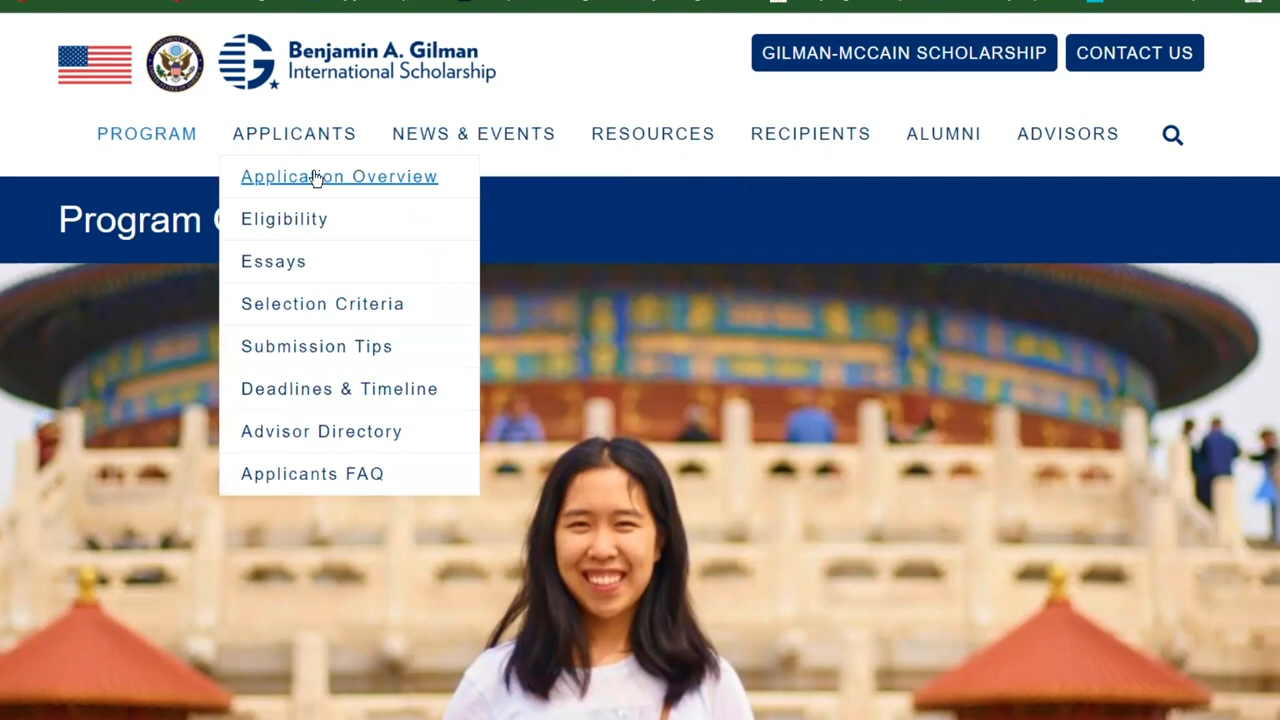 Benjamin A. Gilman
International Scholarship
GILMAN-MCCAIN SCHOLARSHIP
CONTACT US
PROGRAM
APPLICANTS
NEWS & EVENTS
RESOURCES
RECIPIENTS
ALUMNI
ADVISORS
Application Overview
Eligibility
Essays
Selection Criteria
Submission Tips
Deadlines & Timeline
Advisor Directory
Applicants FAQ
Program